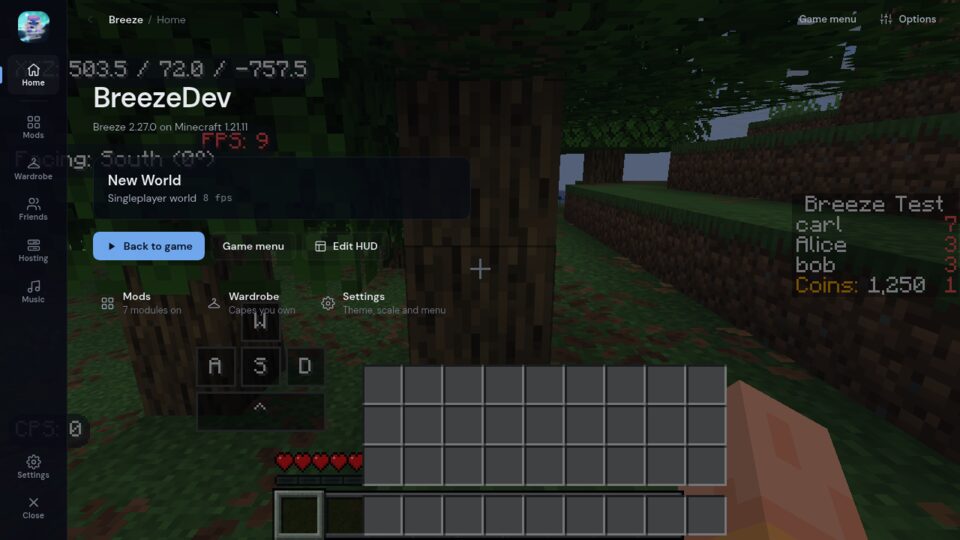 Breeze / Home
Game menu
Options
XYZ: 503.5 / 72.0 / -757.5
Home
BreezeDev
Breeze 2.27.0 on Minecraft 1.21.11
Mods
FPS: 9
Facing: South (0°)
Wardrobe
New World
Singleplayer world 8 fps
Friends
Breeze Test
carl 7
Alice 3
bob 3
Coins: 1,250 1
Hosting
Back to game
Game menu
Edit HUD
Music
Mods
7 modules on
Wardrobe
Capes you own
Settings
Theme, scale and menu
W
A S D
^
CPS: 0
Settings
Close